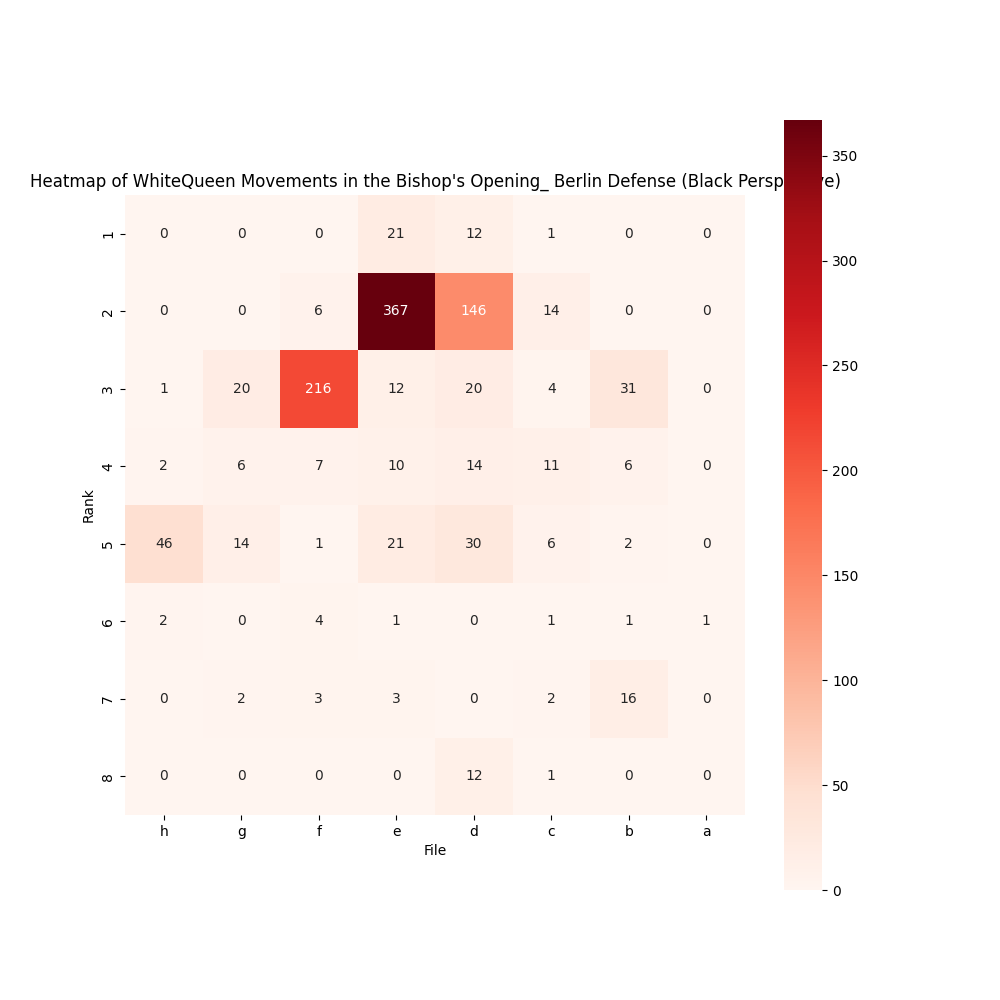 Heatmap of WhiteQueen Movements in the Bishop's Opening_ Berlin Defense (Black Persp ve)
350
300
250
200
150
100
50
0
Rank
1 0 0 0 21 12 1 0 0
2 0 0 6 367 146 14 0 0
3 1 20 216 12 20 4 31 0
4 2 6 7 10 14 11 6 0
5 46 14 1 21 30 6 2 0
6 2 0 4 1 0 1 1 1
7 0 2 3 3 0 2 16 0
8 0 0 0 0 12 1 0 0
h g f e d c b a
File